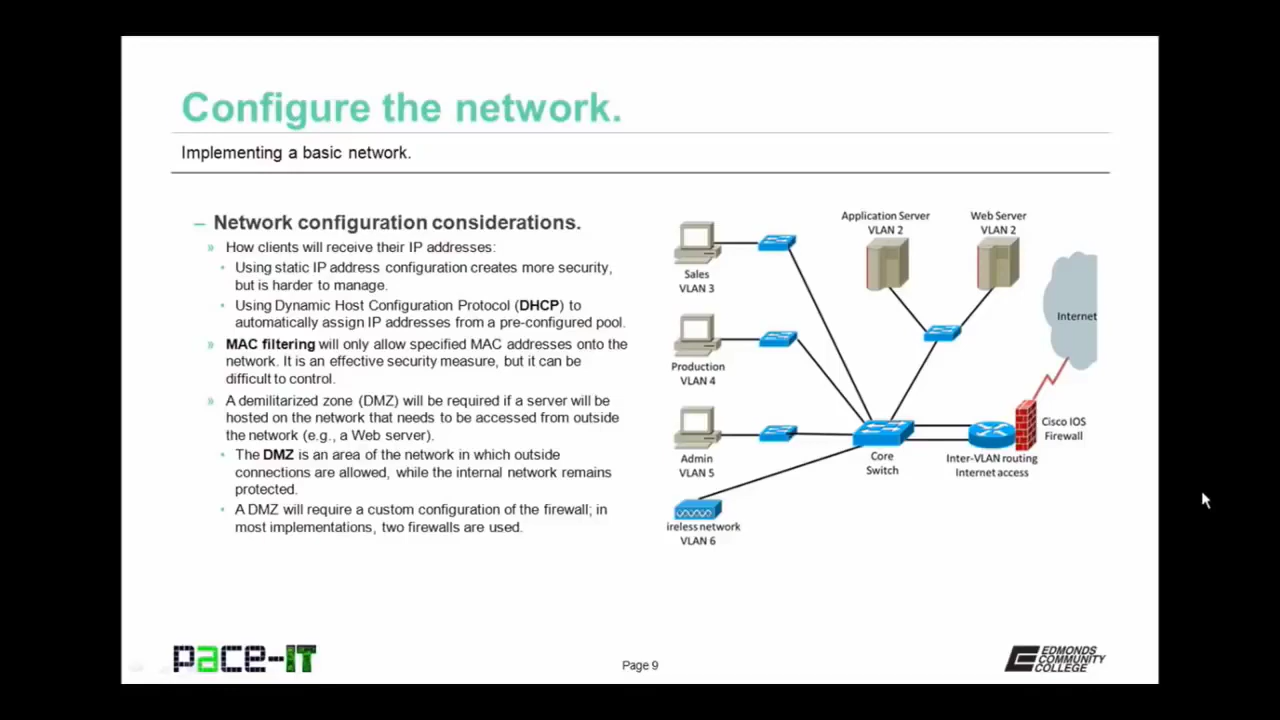 Configure the network.
Implementing a basic network.
– Network configuration considerations.
» How clients will receive their IP addresses:
• Using static IP address configuration creates more security,
but is harder to manage.
• Using Dynamic Host Configuration Protocol (DHCP) to
automatically assign IP addresses from a pre-configured pool.
» MAC filtering will only allow specified MAC addresses onto the
network. It is an effective security measure, but it can be
difficult to control.
» A demilitarized zone (DMZ) will be required if a server will be
hosted on the network that needs to be accessed from outside
the network (e.g., a Web server).
• The DMZ is an area of the network in which outside
connections are allowed, while the internal network remains
protected.
• A DMZ will require a custom configuration of the firewall; in
most implementations, two firewalls are used.
Application Server
VLAN 2
Web Server
VLAN 2
Sales
VLAN 3
Internet
Production
VLAN 4
Cisco IOS
Firewall
Admin
VLAN 5
Core
Switch
Inter-VLAN routing
Internet access
ireless network
VLAN 6
pace-IT
Page 9
EDMONDS
COMMUNITY
COLLEGE